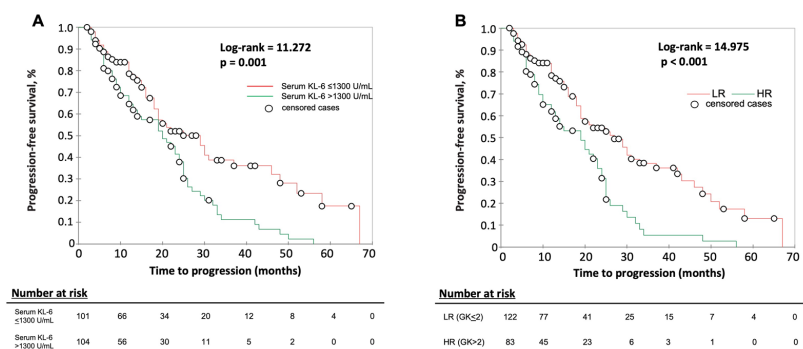 A
Log-rank = 11.272
p = 0.001
Serum KL-6 ≤1300 U/mL
Serum KL-6 >1300 U/mL
censored cases
Progression-free survival, %
1.0
0.9
0.8
0.7
0.6
0.5
0.4
0.3
0.2
0.1
0
0 10 20 30 40 50 60 70
Time to progression (months)
Number at risk
Serum KL-6
≤1300 U/mL 101 66 34 20 12 8 4 0
Serum KL-6
>1300 U/mL 104 56 30 11 5 2 0 0
B
Log-rank = 14.975
p < 0.001
LR HR
censored cases
Progression-free survival, %
1.0
0.9
0.8
0.7
0.6
0.5
0.4
0.3
0.2
0.1
0
0 10 20 30 40 50 60 70
Time to progression (months)
Number at risk
LR (GK≤2) 122 77 41 25 15 7 4 0
HR (GK>2) 83 45 23 6 3 1 0 0